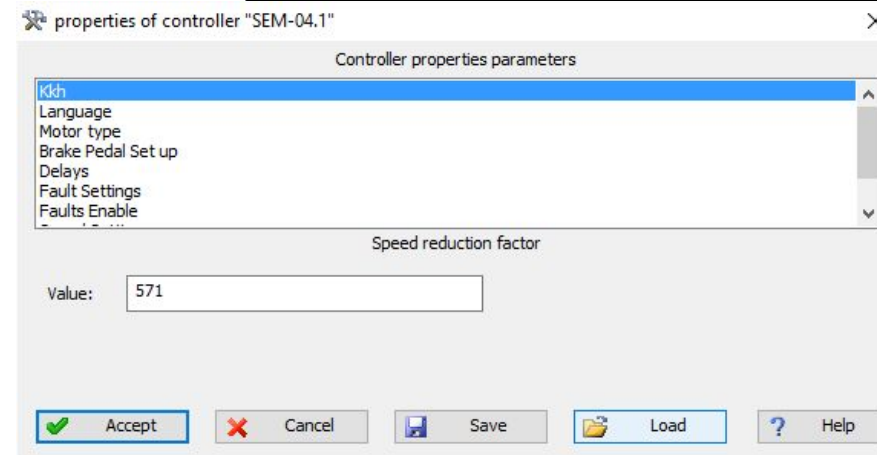 properties of controller "SEM-04.1"
Controller properties parameters
Kkh
Language
Motor type
Brake Pedal Set up
Delays
Fault Settings
Faults Enable
Speed reduction factor
Value:
571
Accept
Cancel
Save
Load
? Help